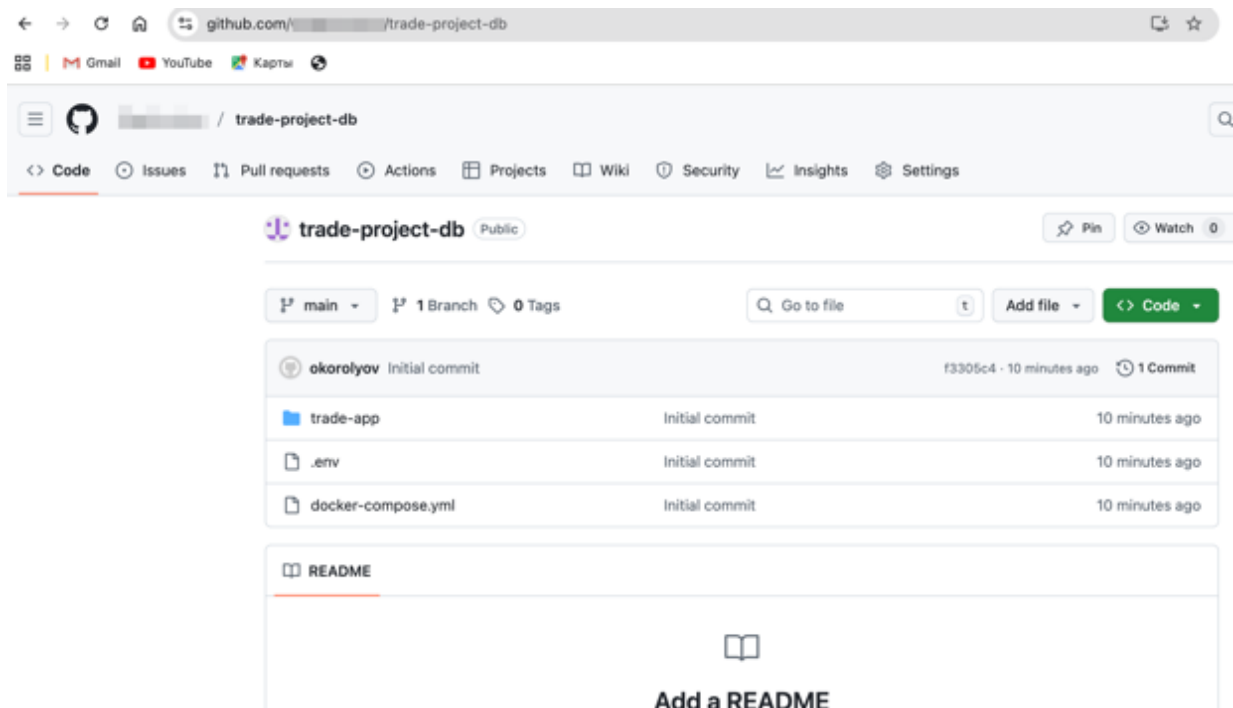 github.com/ /trade-project-db
Gmail YouTube Карты
/ trade-project-db
Code Issues Pull requests Actions Projects Wiki Security Insights Settings
trade-project-db Public Pin Watch 0
main 1 Branch 0 Tags Go to file t Add file Code
okorolyov Initial commit f3305c4 · 10 minutes ago 1 Commit
trade-app Initial commit 10 minutes ago
.env Initial commit 10 minutes ago
docker-compose.yml Initial commit 10 minutes ago
README
Add a README